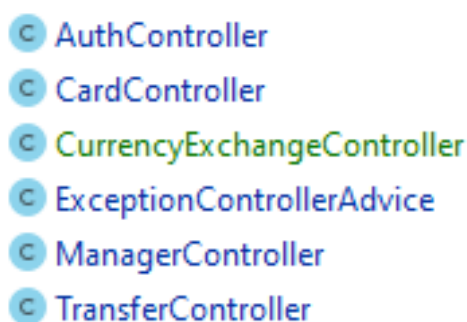 C AuthController
C CardController
C CurrencyExchangeController
C ExceptionControllerAdvice
C ManagerController
C TransferController